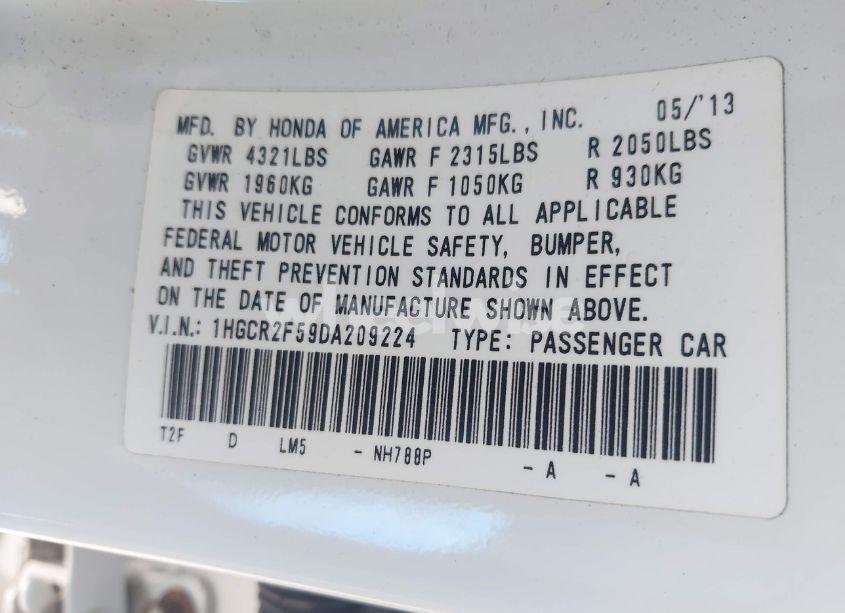 MFD. BY HONDA OF AMERICA MFG., INC. 05/'13
GVWR 4321LBS GAWR F 2315LBS R 2050LBS
GVWR 1960KG GAWR F 1050KG R 930KG
THIS VEHICLE CONFORMS TO ALL APPLICABLE
FEDERAL MOTOR VEHICLE SAFETY, BUMPER,
AND THEFT PREVENTION STANDARDS IN EFFECT
ON THE DATE OF MANUFACTURE SHOWN ABOVE.
V.I.N.: 1HGCR2F59DA209224 TYPE: PASSENGER CAR
T2F D LM5 - NH788P - A - A